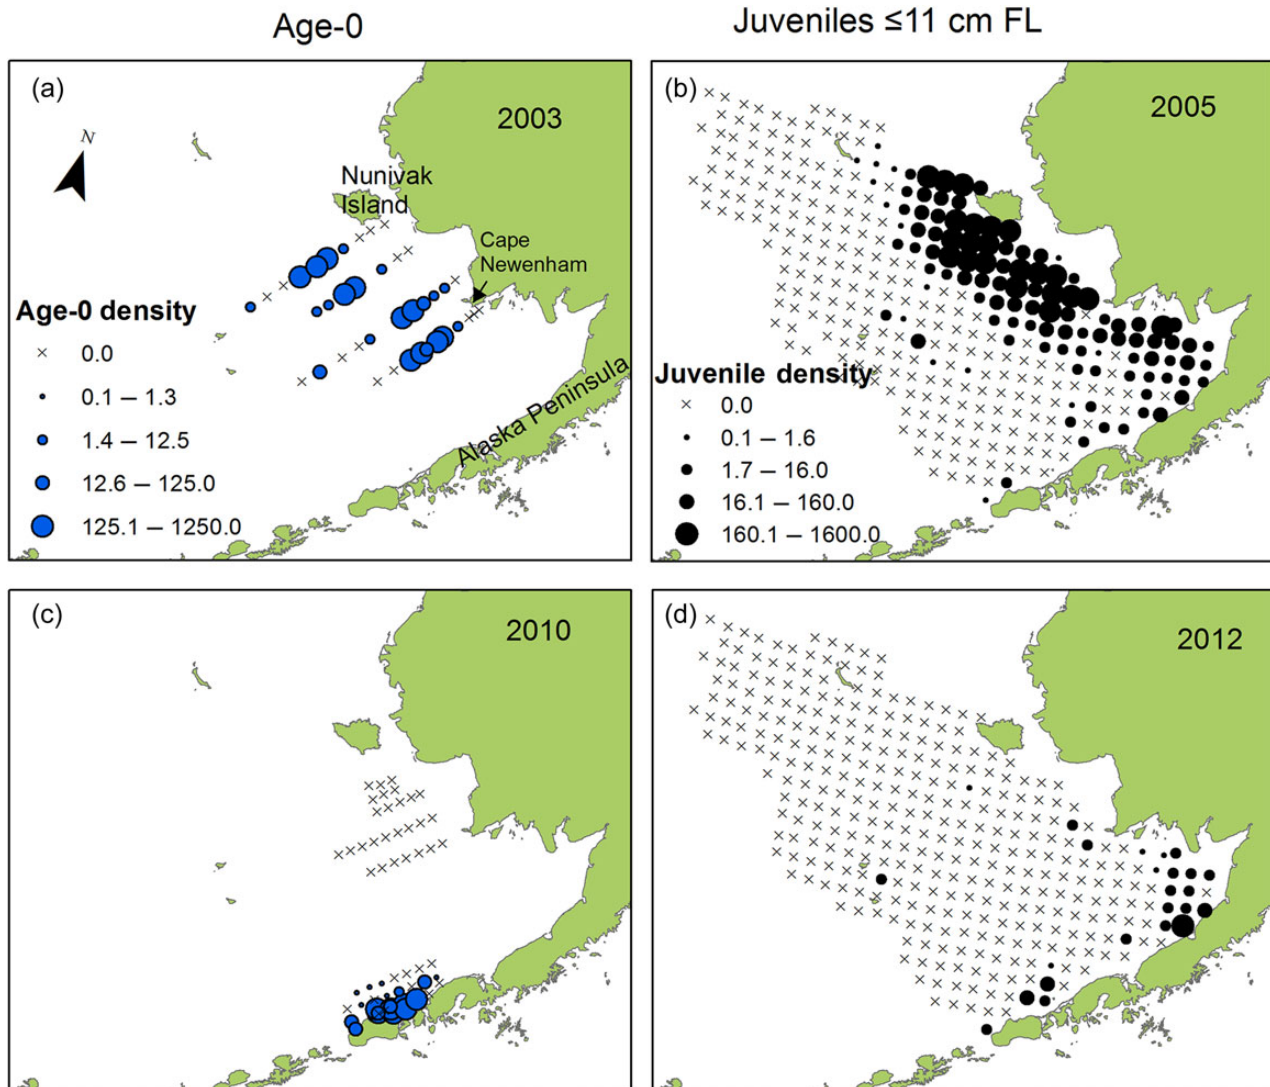 Age-0
Juveniles ≤11 cm FL
(a)
2003
N
Nunivak
Island
Cape
Newenham
Age-0 density
0.0
0.1 – 1.3
1.4 – 12.5
12.6 – 125.0
125.1 – 1250.0
Alaska Peninsula
(b)
2005
Juvenile density
0.0
0.1 – 1.6
1.7 – 16.0
16.1 – 160.0
160.1 – 1600.0
(c)
2010
(d)
2012